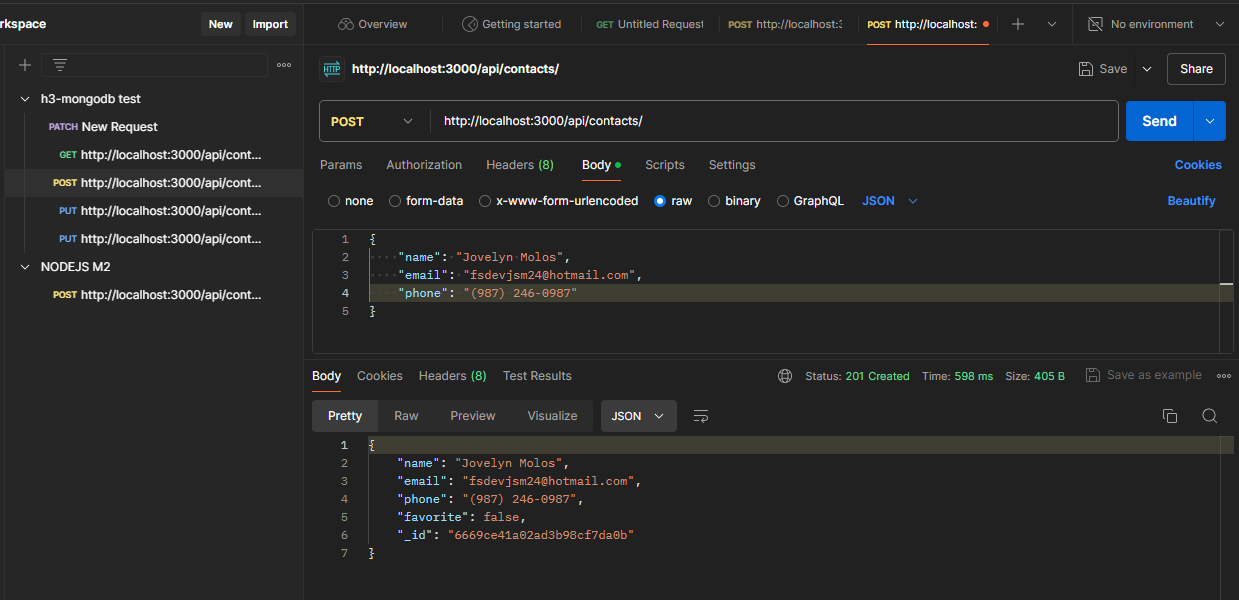 rkspace New Import Overview Getting started GET Untitled Request POST http://localhost:3 POST http://localhost: No environment
HTTP http://localhost:3000/api/contacts/ Save Share
h3-mongodb test
PATCH New Request
GET http://localhost:3000/api/cont...
POST http://localhost:3000/api/cont...
PUT http://localhost:3000/api/cont...
PUT http://localhost:3000/api/cont...
NODEJS M2
POST http://localhost:3000/api/cont...
POST http://localhost:3000/api/contacts/ Send
Params Authorization Headers (8) Body Scripts Settings Cookies
none form-data x-www-form-urlencoded raw binary GraphQL JSON Beautify
1 {
2 "name": "Jovelyn Molos",
3 "email": "fsdevjsm24@hotmail.com",
4 "phone": "(987) 246-0987"
5 }
Body Cookies Headers (8) Test Results Status: 201 Created Time: 598 ms Size: 405 B Save as example
Pretty Raw Preview Visualize JSON
1 {
2 "name": "Jovelyn Molos",
3 "email": "fsdevjsm24@hotmail.com",
4 "phone": "(987) 246-0987",
5 "favorite": false,
6 "_id": "6669ce41a02ad3b98cf7da0b"
7 }